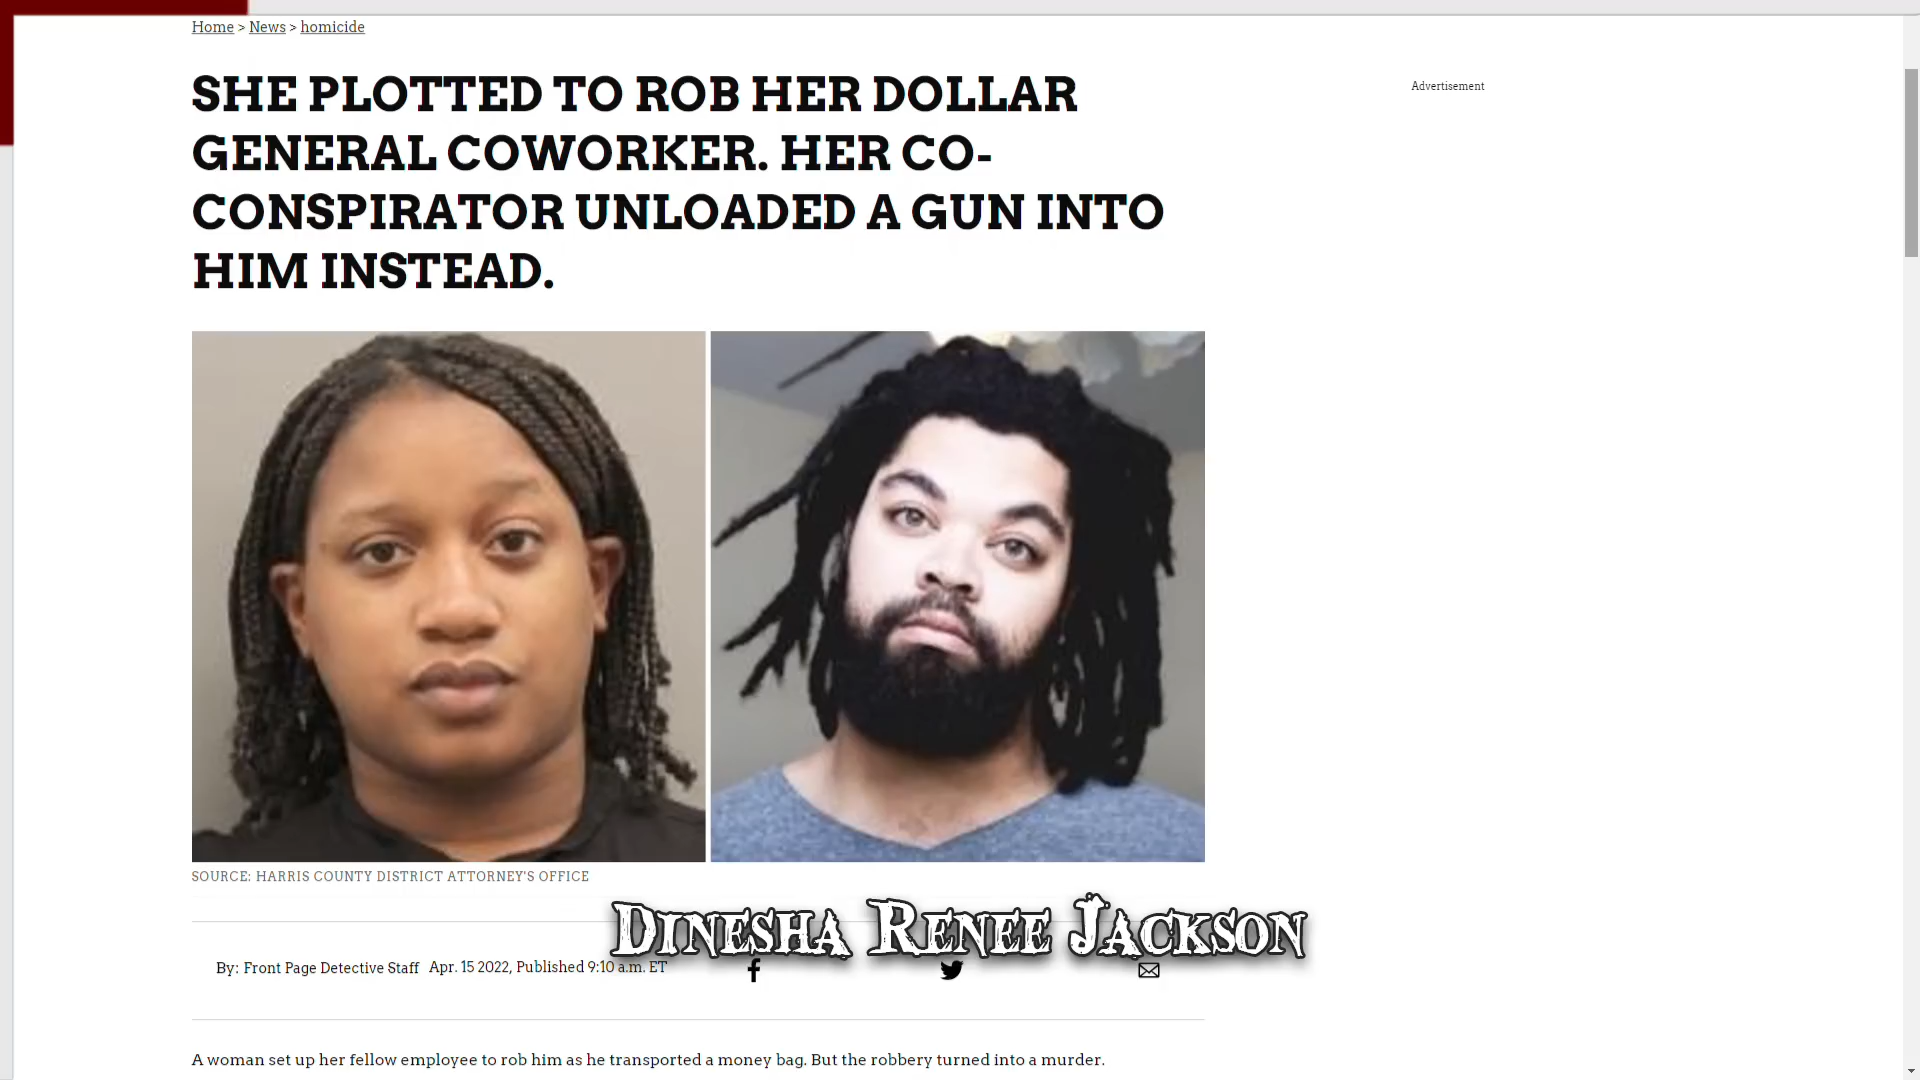 Home > News > homicide
Advertisement
SHE PLOTTED TO ROB HER DOLLAR
GENERAL COWORKER. HER CO-
CONSPIRATOR UNLOADED A GUN INTO
HIM INSTEAD.
SOURCE: HARRIS COUNTY DISTRICT ATTORNEY'S OFFICE
Dinesha Renee Jackson
By: Front Page Detective Staff Apr. 15 2022, Published 9:10 a.m. ET
A woman set up her fellow employee to rob him as he transported a money bag. But the robbery turned into a murder.